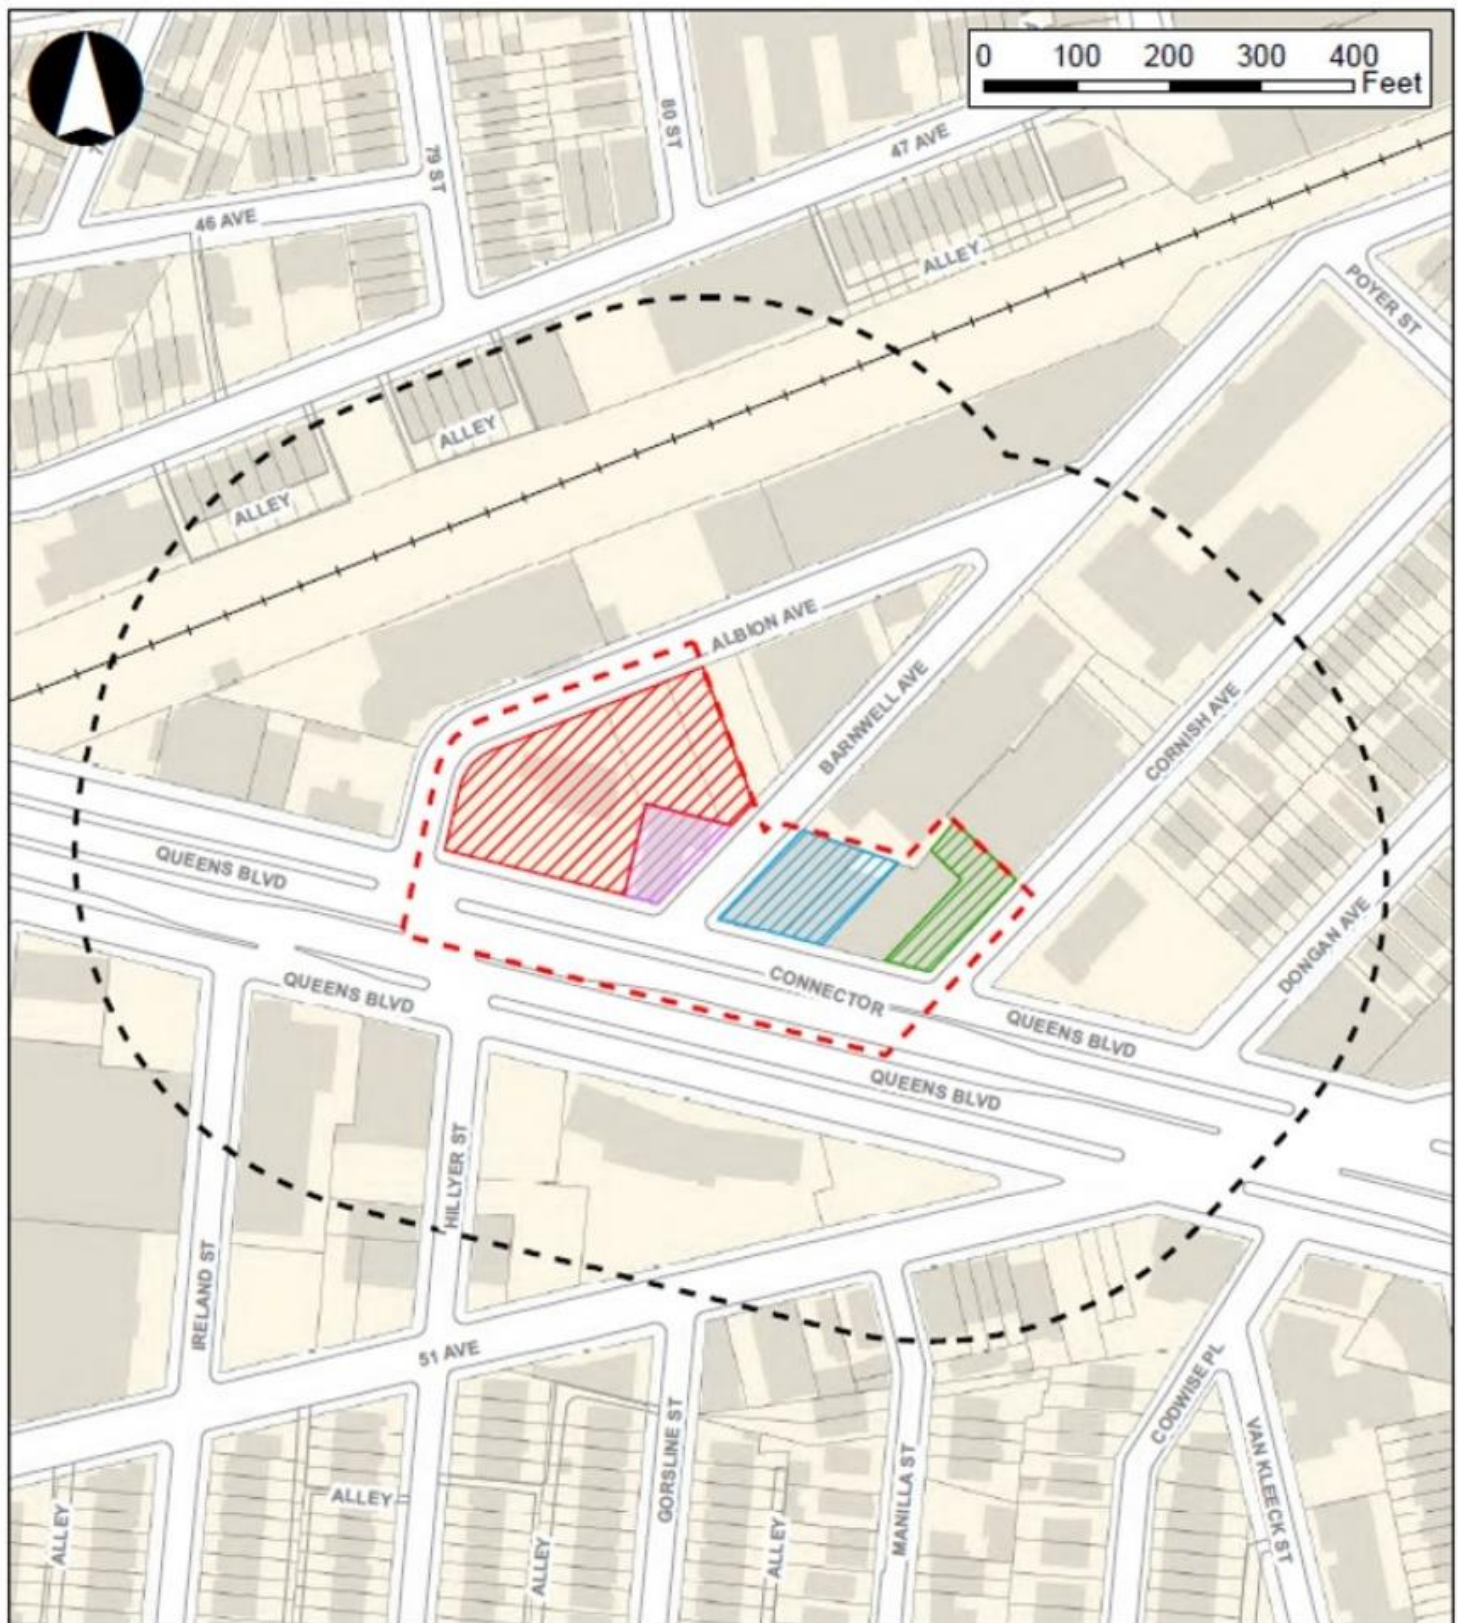 0 100 200 300 400
Feet
80 ST
47 AVE
79 ST
46 AVE
ALLEY
POYER ST
ALLEY
ALLEY
ALBION AVE
BARNWELL AVE
CORNISH AVE
QUEENS BLVD
DONGAN AVE
QUEENS BLVD
CONNECTOR
QUEENS BLVD
QUEENS BLVD
HILLYER ST
IRELAND ST
51 AVE
CODWISE PL
GORSLINE ST
VAN KLEECK ST
MANILLA ST
ALLEY
ALLEY
ALLEY
ALLEY